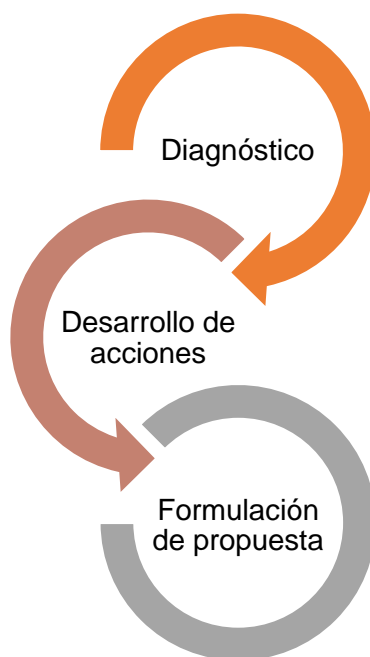 Diagnóstico
Desarrollo de
acciones
Formulación
de propuesta